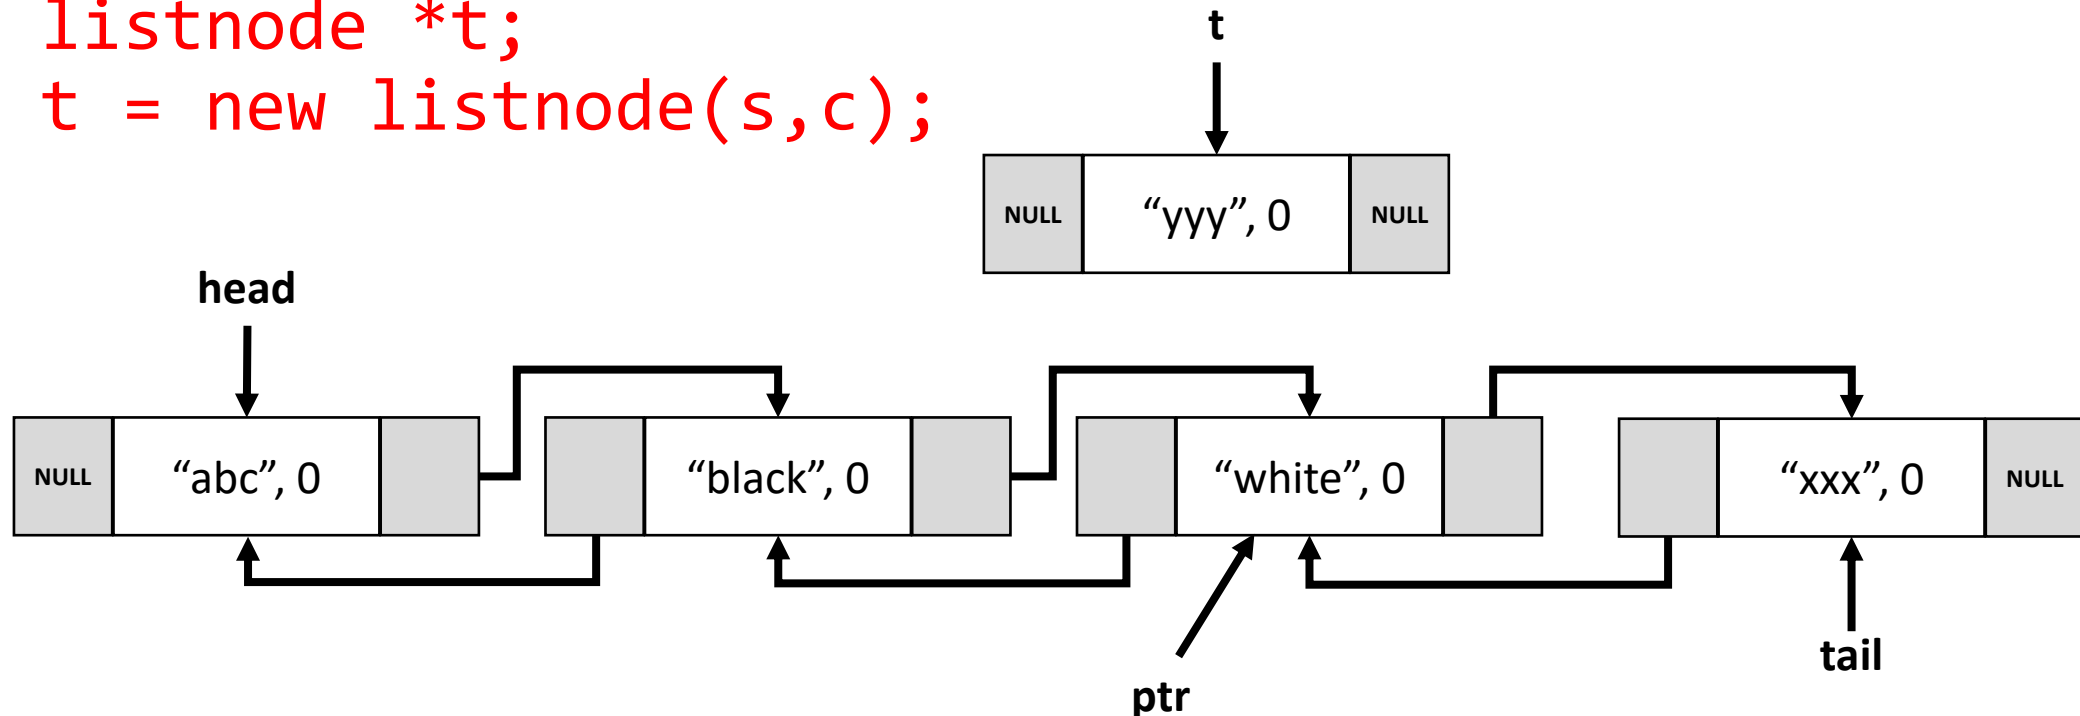 listnode *t;
t = new listnode(s,c);
t
NULL “yyy”, 0 NULL
head
NULL “abc”, 0 “black”, 0 “white”, 0 “xxx”, 0 NULL
ptr
tail